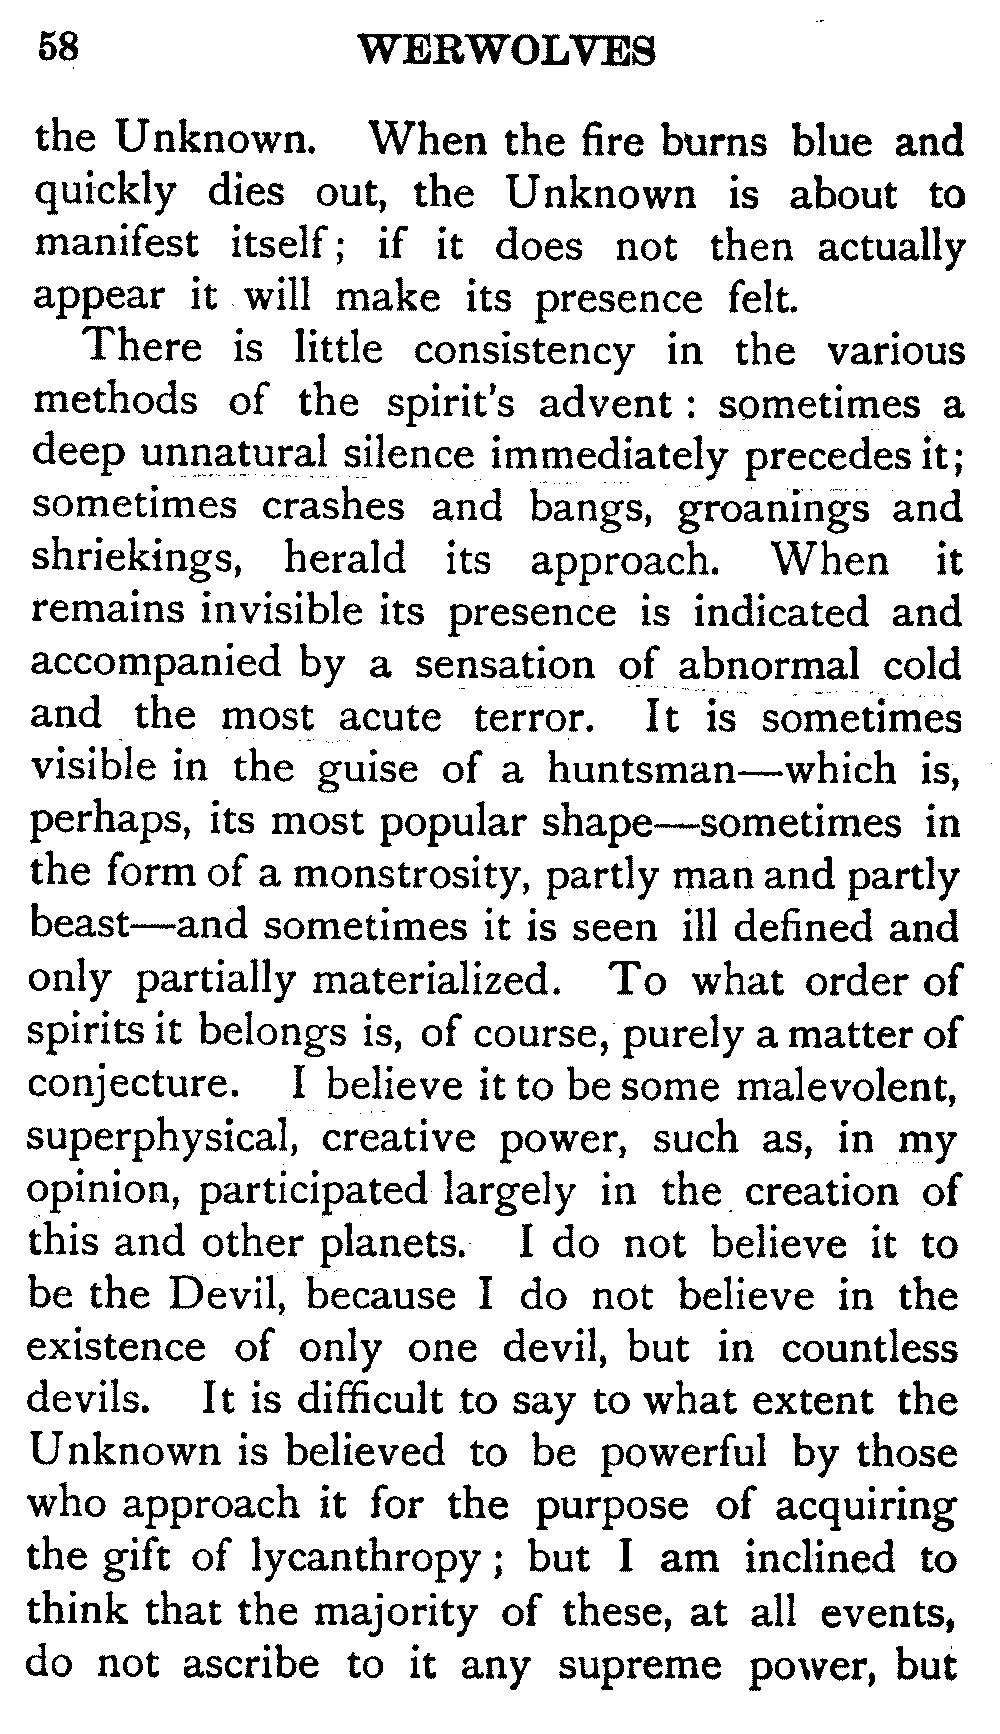 58 WERWOLVES
the Unknown. When the fire burns blue and
quickly dies out, the Unknown is about to
manifest itself; if it does not then actually
appear it will make its presence felt.
There is little consistency in the various
methods of the spirit's advent : sometimes a
deep unnatural silence immediately precedes it;
sometimes crashes and bangs, groanings and
shriekings, herald its approach. When it
remains invisible its presence is indicated and
accompanied by a sensation of abnormal cold
and the most acute terror. It is sometimes
visible in the guise of a huntsman—which is,
perhaps, its most popular shape—sometimes in
the form of a monstrosity, partly man and partly
beast—and sometimes it is seen ill defined and
only partially materialized. To what order of
spirits it belongs is, of course, purely a matter of
conjecture. I believe it to be some malevolent,
superphysical, creative power, such as, in my
opinion, participated largely in the creation of
this and other planets. I do not believe it to
be the Devil, because I do not believe in the
existence of only one devil, but in countless
devils. It is difficult to say to what extent the
Unknown is believed to be powerful by those
who approach it for the purpose of acquiring
the gift of lycanthropy ; but I am inclined to
think that the majority of these, at all events,
do not ascribe to it any supreme power, but